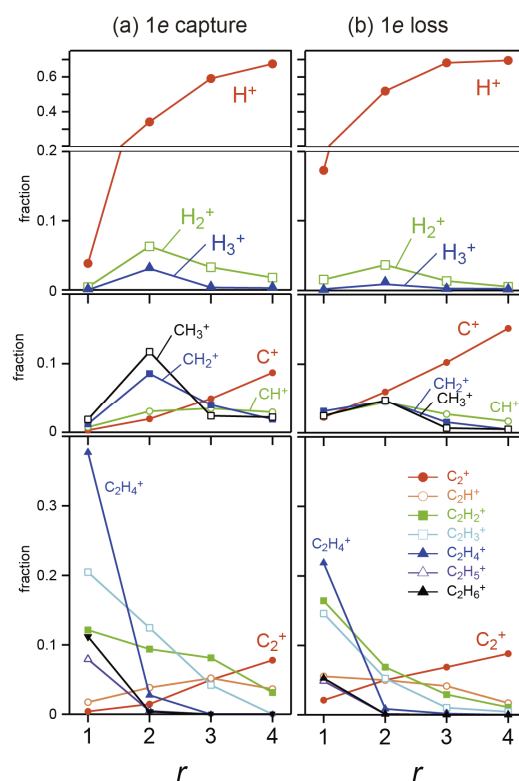 (a) 1e capture
(b) 1e loss
0.6
0.4
H⁺
H⁺
0.2
0.1
0
fraction
H₂⁺
H₃⁺
H₂⁺
H₃⁺
0.1
0
fraction
CH₃⁺
CH₂⁺
C⁺
CH⁺
C⁺
CH₂⁺
CH₃⁺
CH⁺
0.3
0.2
0.1
0
fraction
C₂H₄⁺
C₂⁺
C₂H₄⁺
C₂⁺
C₂⁺
C₂H⁺
C₂H₂⁺
C₂H₃⁺
C₂H₄⁺
C₂H₅⁺
C₂H₆⁺
1 2 3 4
1 2 3 4
r
r